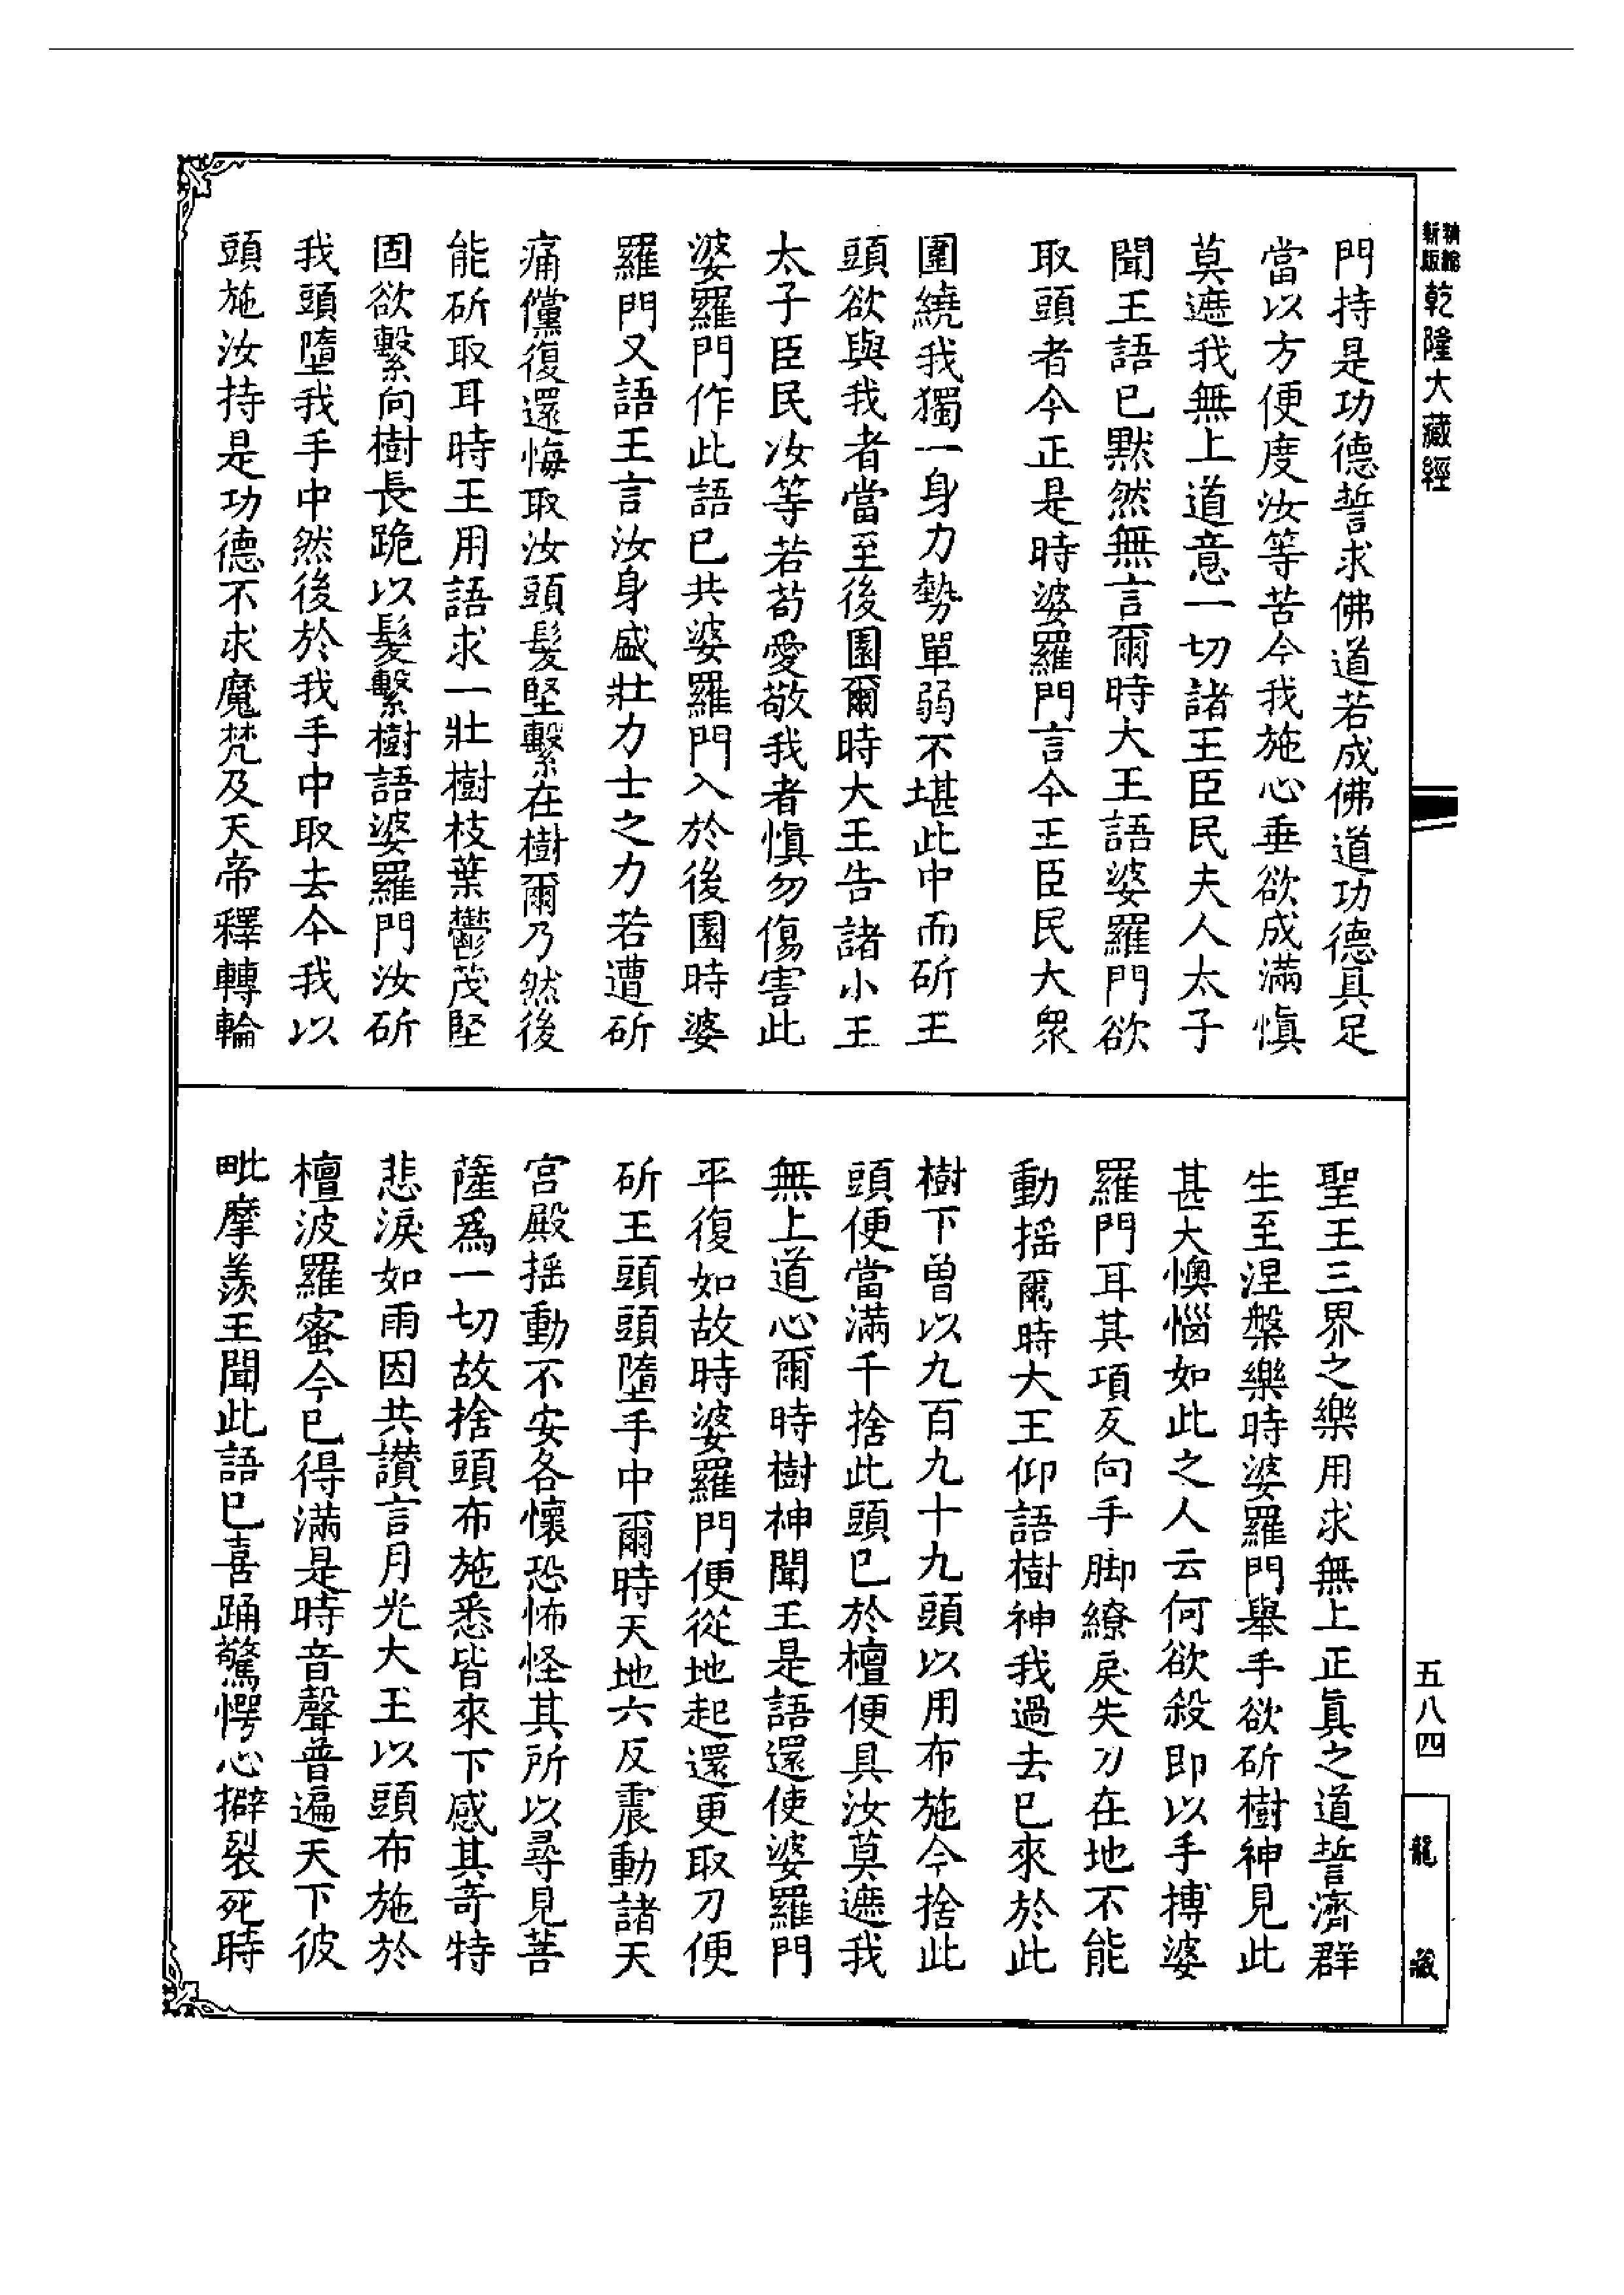 精縮
新版
乾隆大藏經
門持是功德誓求佛道若成佛道功德具足
當以方便度汝等苦今我施心垂欲成滿慎
莫遮我無上道意一切諸王臣民夫人太子
聞王語已默然無言爾時大王語婆羅門欲
取頭者今正是時婆羅門言今王臣民大衆
圍繞我獨一身力勢單弱不堪此中而斫王
頭欲與我者當至後園爾時大王告諸小王
太子臣民汝等若苟愛敬我者慎勿傷害此
婆羅門作此語已共婆羅門入於後園時婆
羅門又語王言汝身盛壯力士之力若遭斫
痛儻復還悔取汝頭髮堅繫在樹爾乃然後
能斫取耳時王用語求一壯樹枝葉鬱茂堅
固欲繫向樹長跪以髮繫樹語婆羅門汝斫
我頭墮我手中然後於我手中取去今我以
頭施汝持是功德不求魔梵及天帝釋轉輪
聖王三界之樂用求無上正眞之道誓濟群
生至涅槃樂時婆羅門舉手欲斫樹神見此
甚大懊惱如此之人云何欲殺即以手搏婆
羅門耳其項反向手脚繚戾失刀在地不能
動搖爾時大王仰語樹神我過去已來於此
樹下曾以九百九十九頭以用布施今捨此
頭便當滿千捨此頭已於檀便具汝莫遮我
無上道心爾時樹神聞王是語還使婆羅門
平復如故時婆羅門便從地起還更取刀便
斫王頭頭墮手中爾時天地六反震動諸天
宮殿搖動不安各懷恐怖怪其所以尋見菩
薩爲一切故捨頭布施悉皆來下感其奇特
悲淚如雨因共讃言月光大王以頭布施於
檀波羅蜜今已得滿是時音聲普遍天下彼
毗摩羨王聞此語已喜踊驚愕心擗裂死時
五八四
龍藏